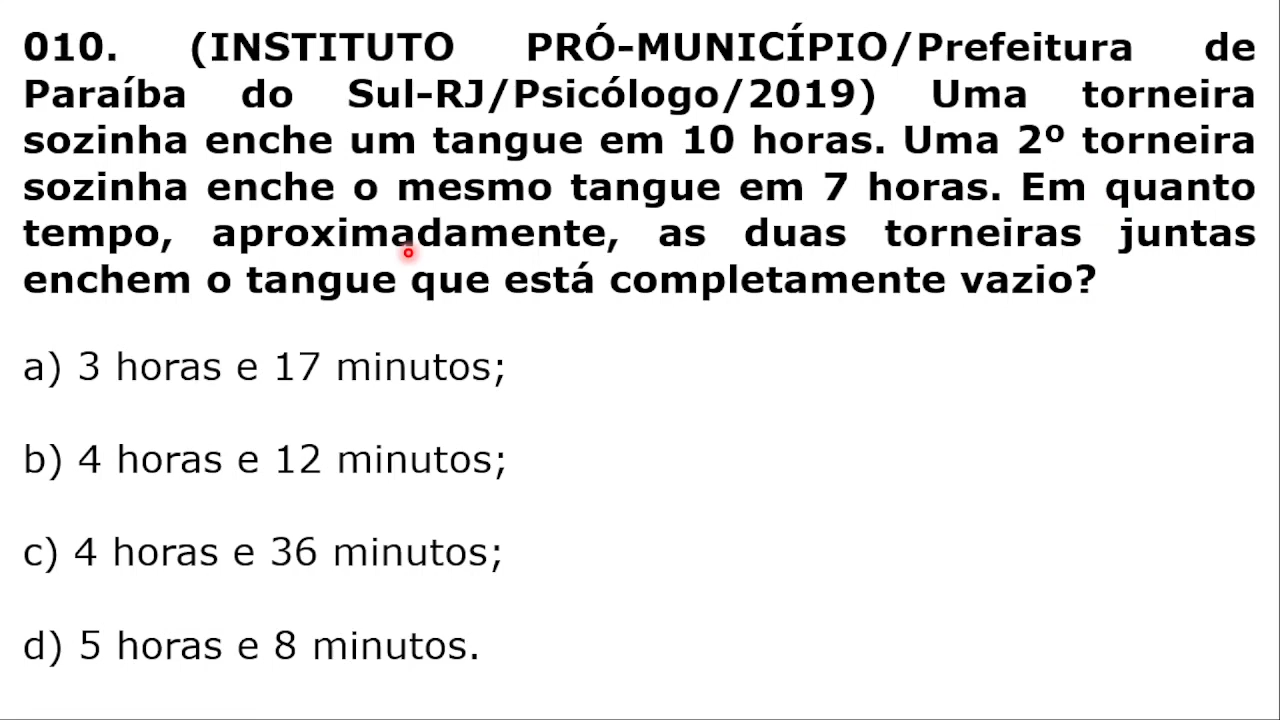 010. (INSTITUTO PRÓ-MUNICÍPIO/Prefeitura de
Paraíba do Sul-RJ/Psicólogo/2019) Uma torneira
sozinha enche um tangue em 10 horas. Uma 2º torneira
sozinha enche o mesmo tangue em 7 horas. Em quanto
tempo, aproximadamente, as duas torneiras juntas
enchem o tangue que está completamente vazio?
a) 3 horas e 17 minutos;
b) 4 horas e 12 minutos;
c) 4 horas e 36 minutos;
d) 5 horas e 8 minutos.